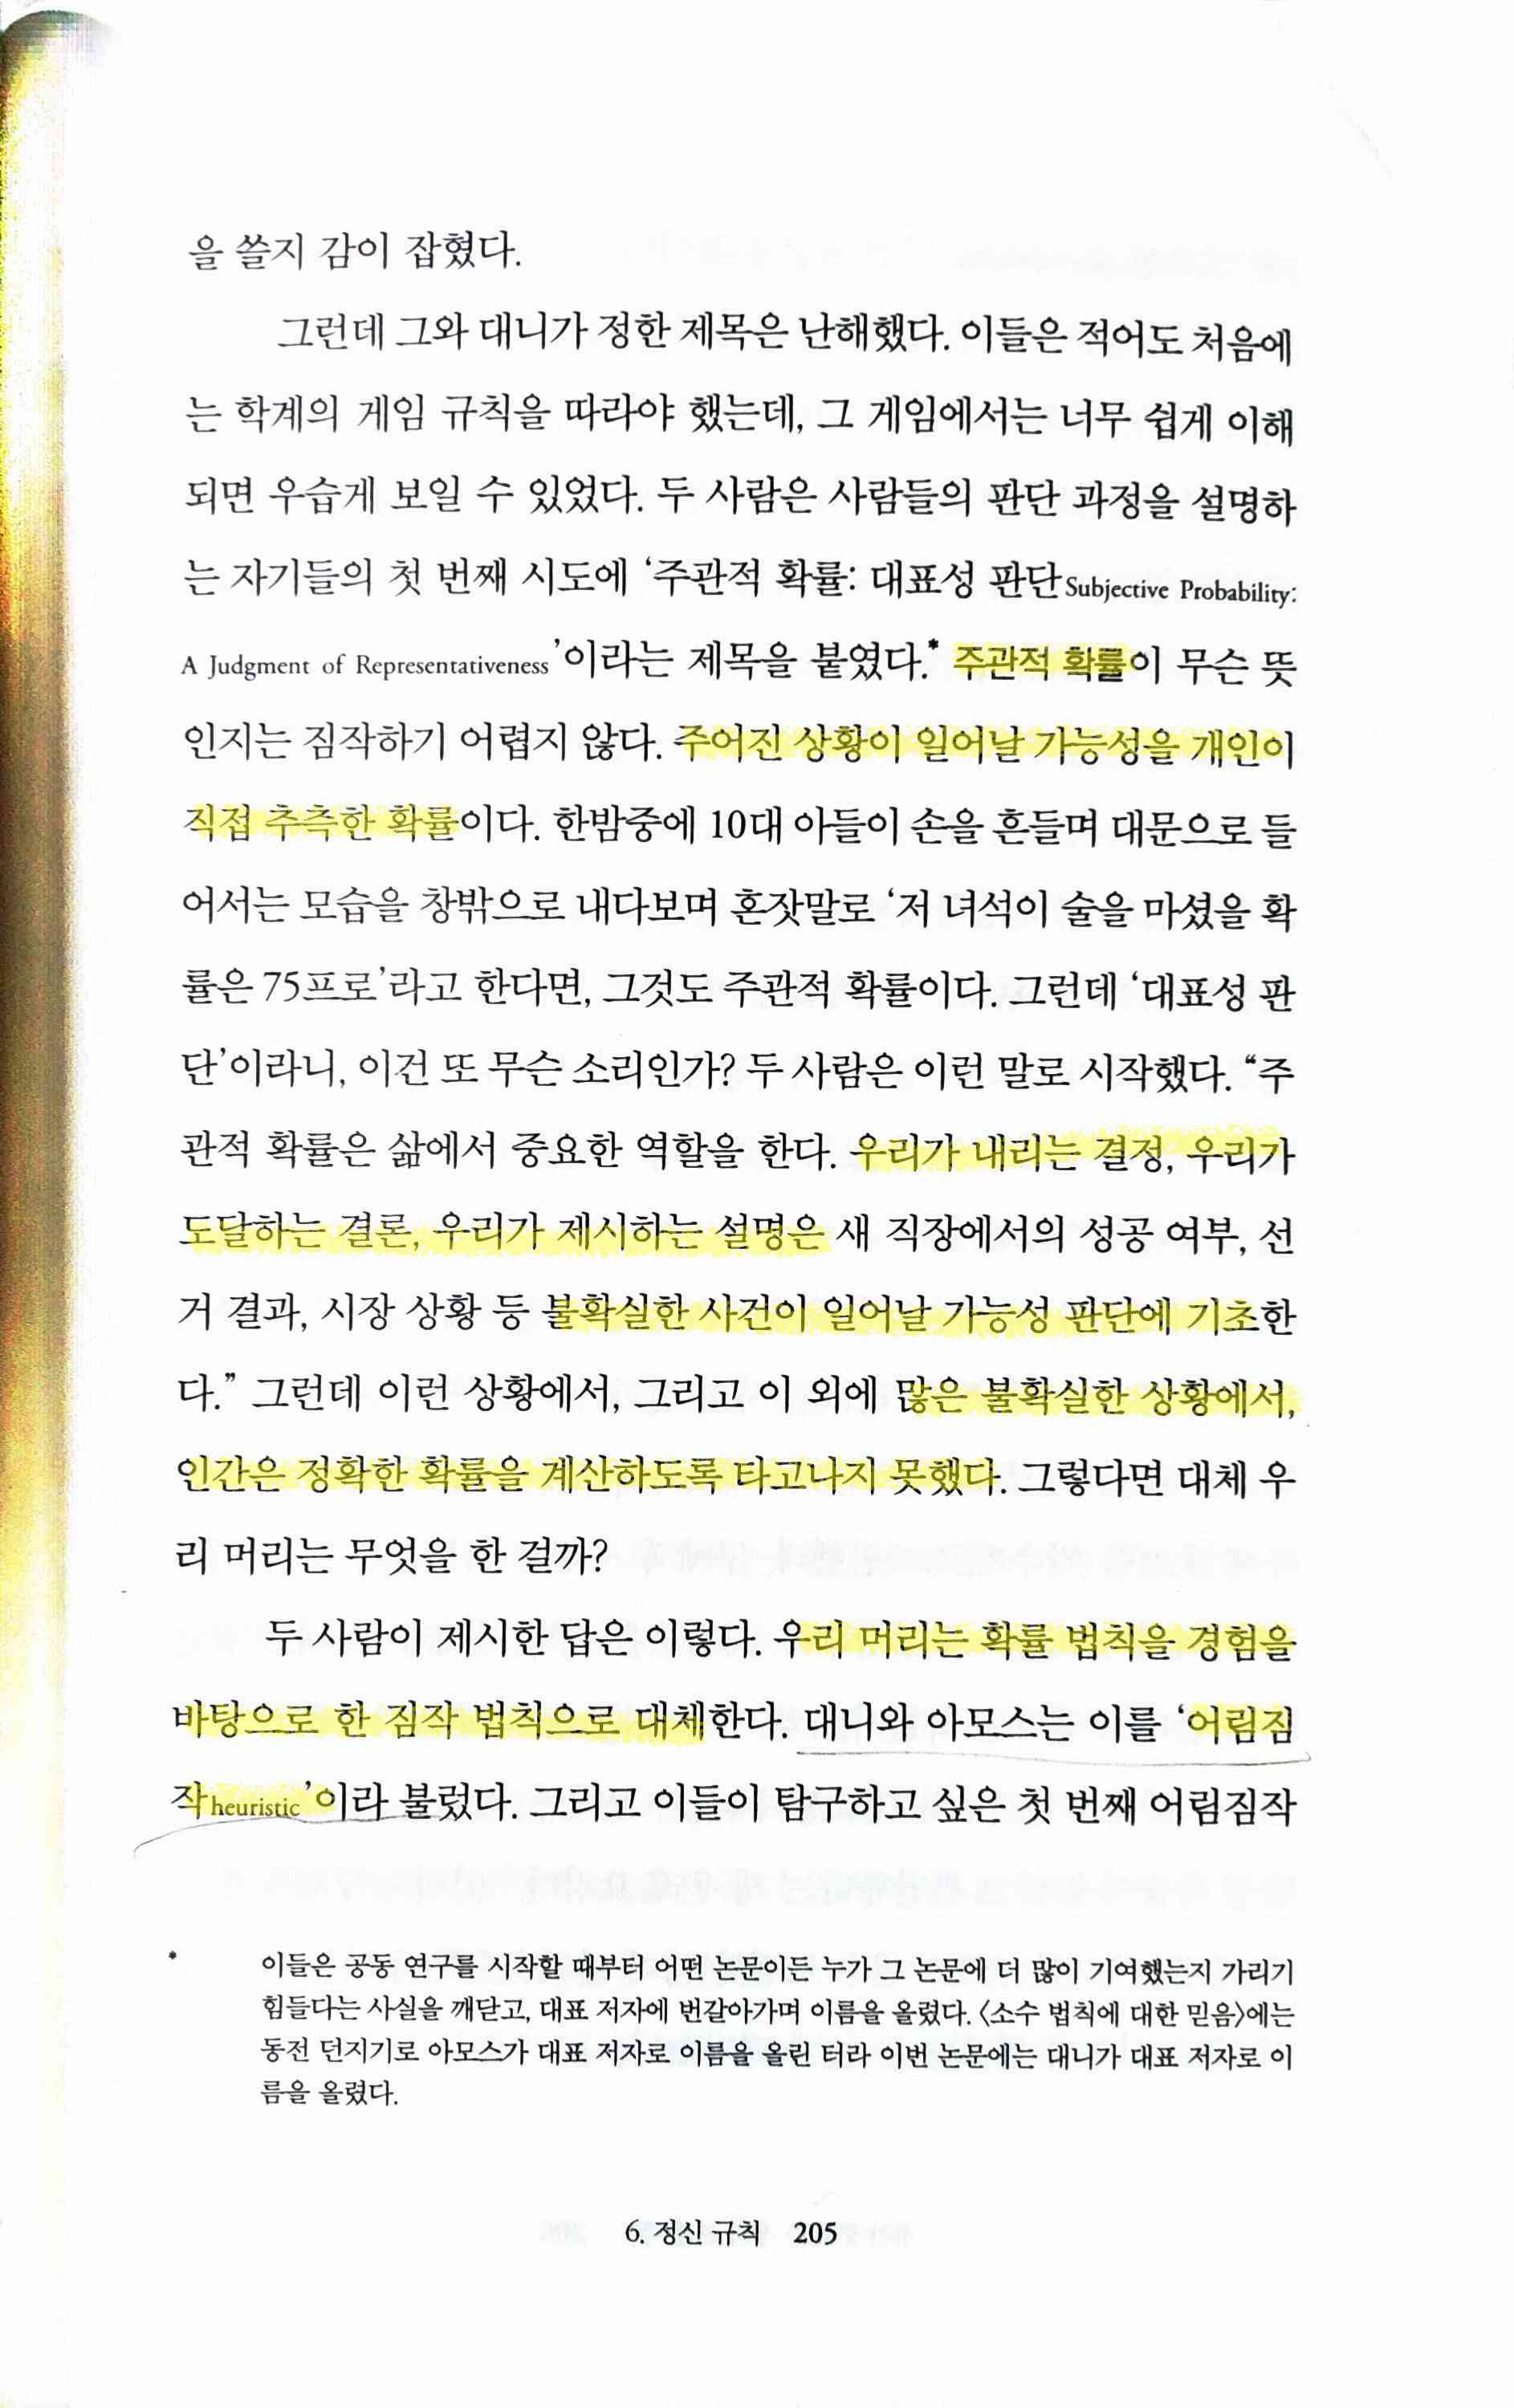 을 쓸지 감이 잡혔다.
그런데 그와 대니가 정한 제목은 난해했다. 이들은 적어도 처음에
는 학계의 게임 규칙을 따라야 했는데, 그 게임에서는 너무 쉽게 이해
되면 우습게 보일 수 있었다. 두 사람은 사람들의 판단 과정을 설명하
는 자기들의 첫 번째 시도에 ‘주관적 확률: 대표성 판단Subjective Probability:
A Judgment of Representativeness’이라는 제목을 붙였다.* 주관적 확률이 무슨 뜻
인지는 짐작하기 어렵지 않다. 주어진 상황이 일어날 가능성을 개인이
직접 추측한 확률이다. 한밤중에 10대 아들이 손을 흔들며 대문으로 들
어서는 모습을 창밖으로 내다보며 혼잣말로 ‘저 녀석이 술을 마셨을 확
률은 75프로’라고 한다면, 그것도 주관적 확률이다. 그런데 ‘대표성 판
단’이라니, 이건 또 무슨 소리인가? 두 사람은 이런 말로 시작했다. “주
관적 확률은 삶에서 중요한 역할을 한다. 우리가 내리는 결정, 우리가
도달하는 결론, 우리가 제시하는 설명은 새 직장에서의 성공 여부, 선
거 결과, 시장 상황 등 불확실한 사건이 일어날 가능성 판단에 기초한
다.” 그런데 이런 상황에서, 그리고 이 외에 많은 불확실한 상황에서,
인간은 정확한 확률을 계산하도록 타고나지 못했다. 그렇다면 대체 우
리 머리는 무엇을 한 걸까?
두 사람이 제시한 답은 이렇다. 우리 머리는 확률 법칙을 경험을
바탕으로 한 짐작 법칙으로 대체한다. 대니와 아모스는 이를 ‘어림짐
작heuristic’이라 불렀다. 그리고 이들이 탐구하고 싶은 첫 번째 어림짐작
* 이들은 공동 연구를 시작할 때부터 어떤 논문이든 누가 그 논문에 더 많이 기여했는지 가리기
힘들다는 사실을 깨닫고, 대표 저자에 번갈아가며 이름을 올렸다. 〈소수 법칙에 대한 믿음〉에는
동전 던지기로 아모스가 대표 저자로 이름을 올린 터라 이번 논문에는 대니가 대표 저자로 이
름을 올렸다.
6. 정신 규칙 205